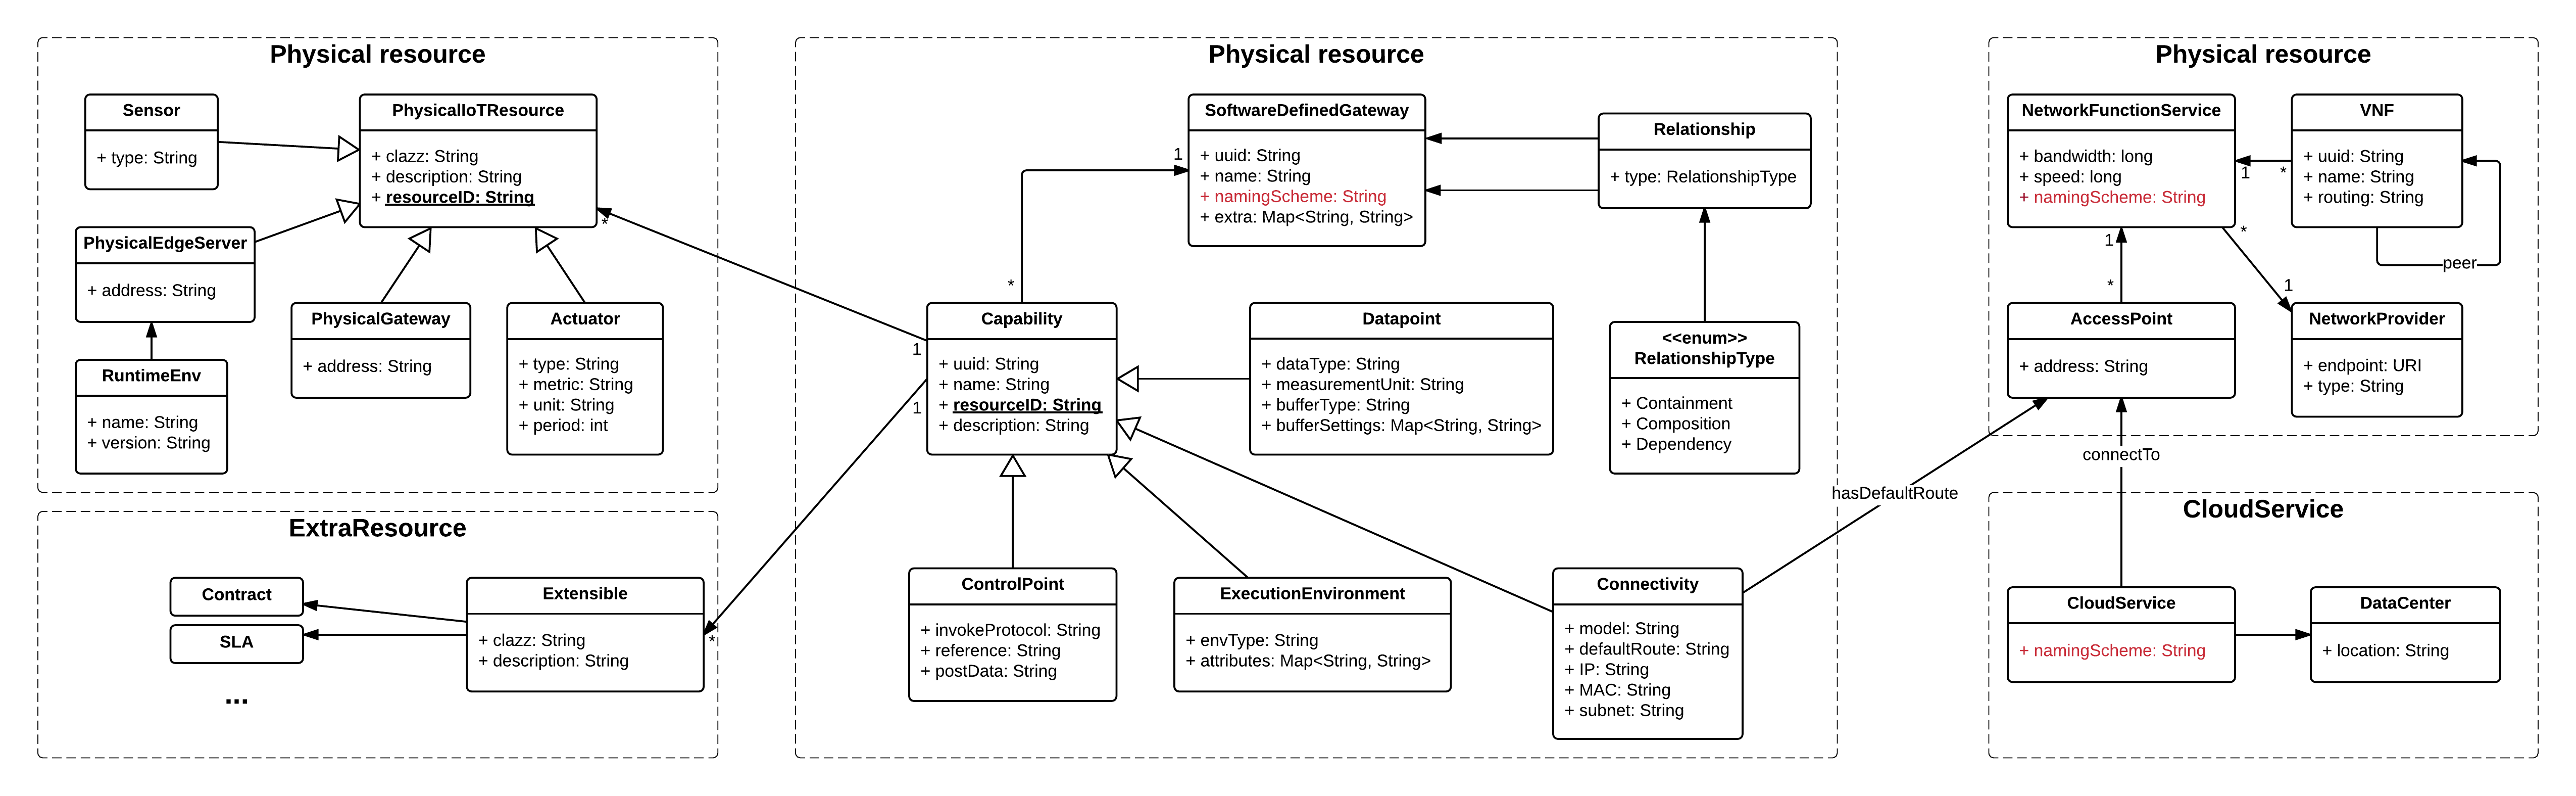 Physical resource
Sensor
+ type: String
PhysicalIoTResource
+ clazz: String
+ description: String
+ resourceID: String
*
PhysicalEdgeServer
+ address: String
PhysicalGateway
+ address: String
Actuator
+ type: String
+ metric: String
+ unit: String
+ period: int
RuntimeEnv
+ name: String
+ version: String
ExtraResource
Contract
SLA
...
Extensible
+ clazz: String
+ description: String
*
Physical resource
SoftwareDefinedGateway
+ uuid: String
+ name: String
+ namingScheme: String
+ extra: Map<String, String>
1
*
Relationship
+ type: RelationshipType
Capability
+ uuid: String
+ name: String
+ resourceID: String
+ description: String
1
1
Datapoint
+ dataType: String
+ measurementUnit: String
+ bufferType: String
+ bufferSettings: Map<String, String>
<<enum>>
RelationshipType
+ Containment
+ Composition
+ Dependency
ControlPoint
+ invokeProtocol: String
+ reference: String
+ postData: String
ExecutionEnvironment
+ envType: String
+ attributes: Map<String, String>
Connectivity
+ model: String
+ defaultRoute: String
+ IP: String
+ MAC: String
+ subnet: String
hasDefaultRoute
Physical resource
NetworkFunctionService
+ bandwidth: long
+ speed: long
+ namingScheme: String
1
*
VNF
+ uuid: String
+ name: String
+ routing: String
peer
1
*
*
1
AccessPoint
+ address: String
NetworkProvider
+ endpoint: URI
+ type: String
connectTo
CloudService
CloudService
+ namingScheme: String
DataCenter
+ location: String